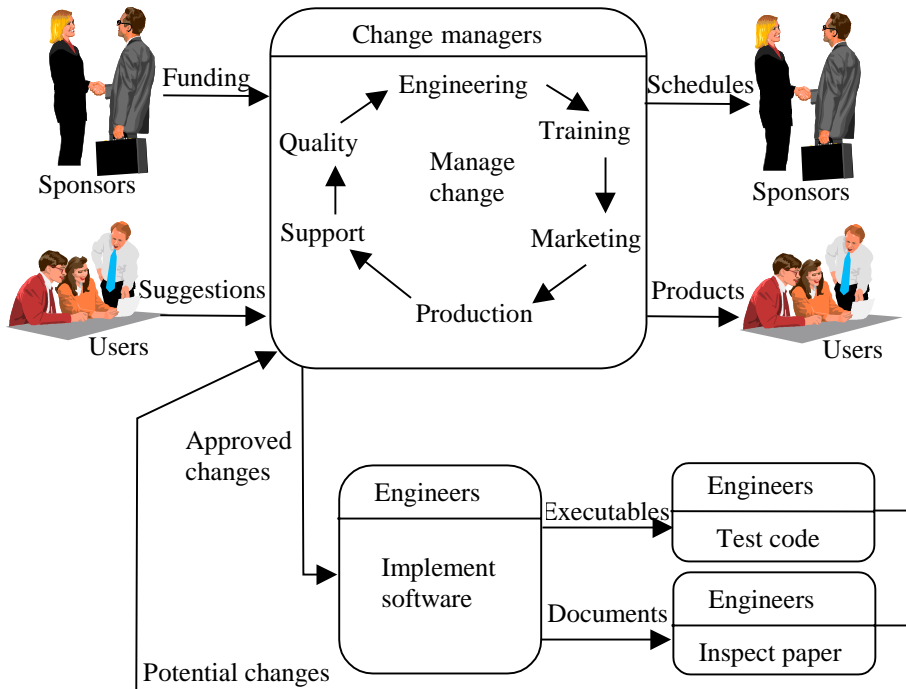 Change managers
Funding
Engineering
Schedules
Quality
Training
Manage
change
Sponsors
Sponsors
Support
Marketing
Suggestions
Production
Products
Users
Users
Approved
changes
Engineers
Executables
Engineers
Test code
Implement
software
Documents
Engineers
Inspect paper
Potential changes